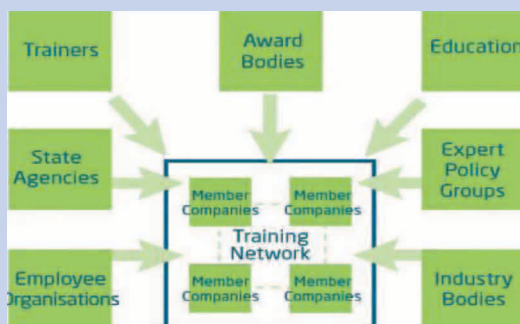 Trainers
Award
Bodies
Education
State
Agencies
Expert
Policy
Groups
Member
Companies
Member
Companies
Training
Network
Member
Companies
Member
Companies
Employee
Organisations
Industry
Bodies